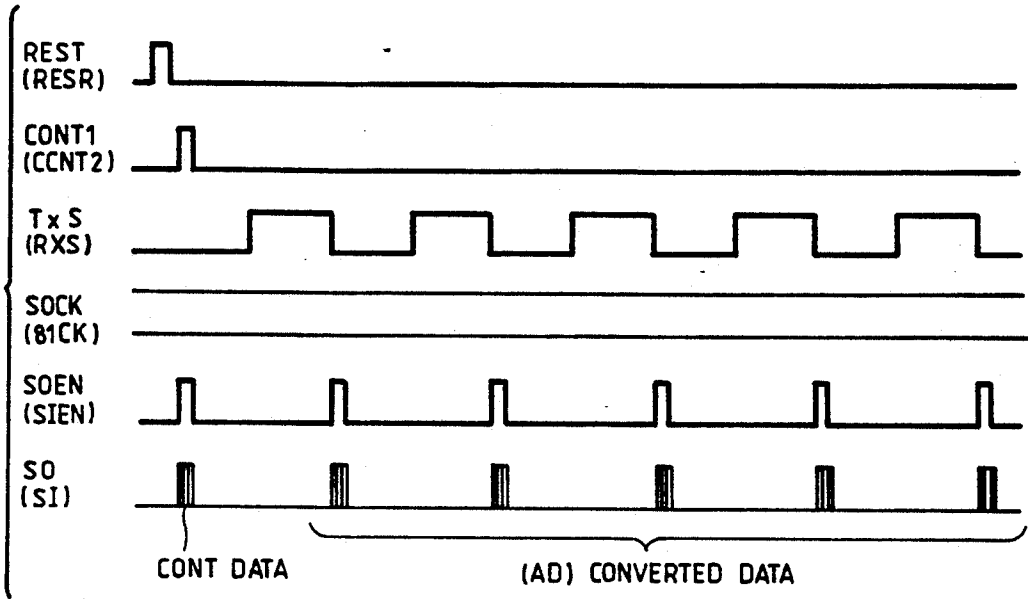 REST
(RESR)
CONT1
(CCNT2)
TxS
(RXS)
SOCK
(81CK)
SOEN
(SIEN)
SO
(SI)
CONT DATA
(AD) CONVERTED DATA